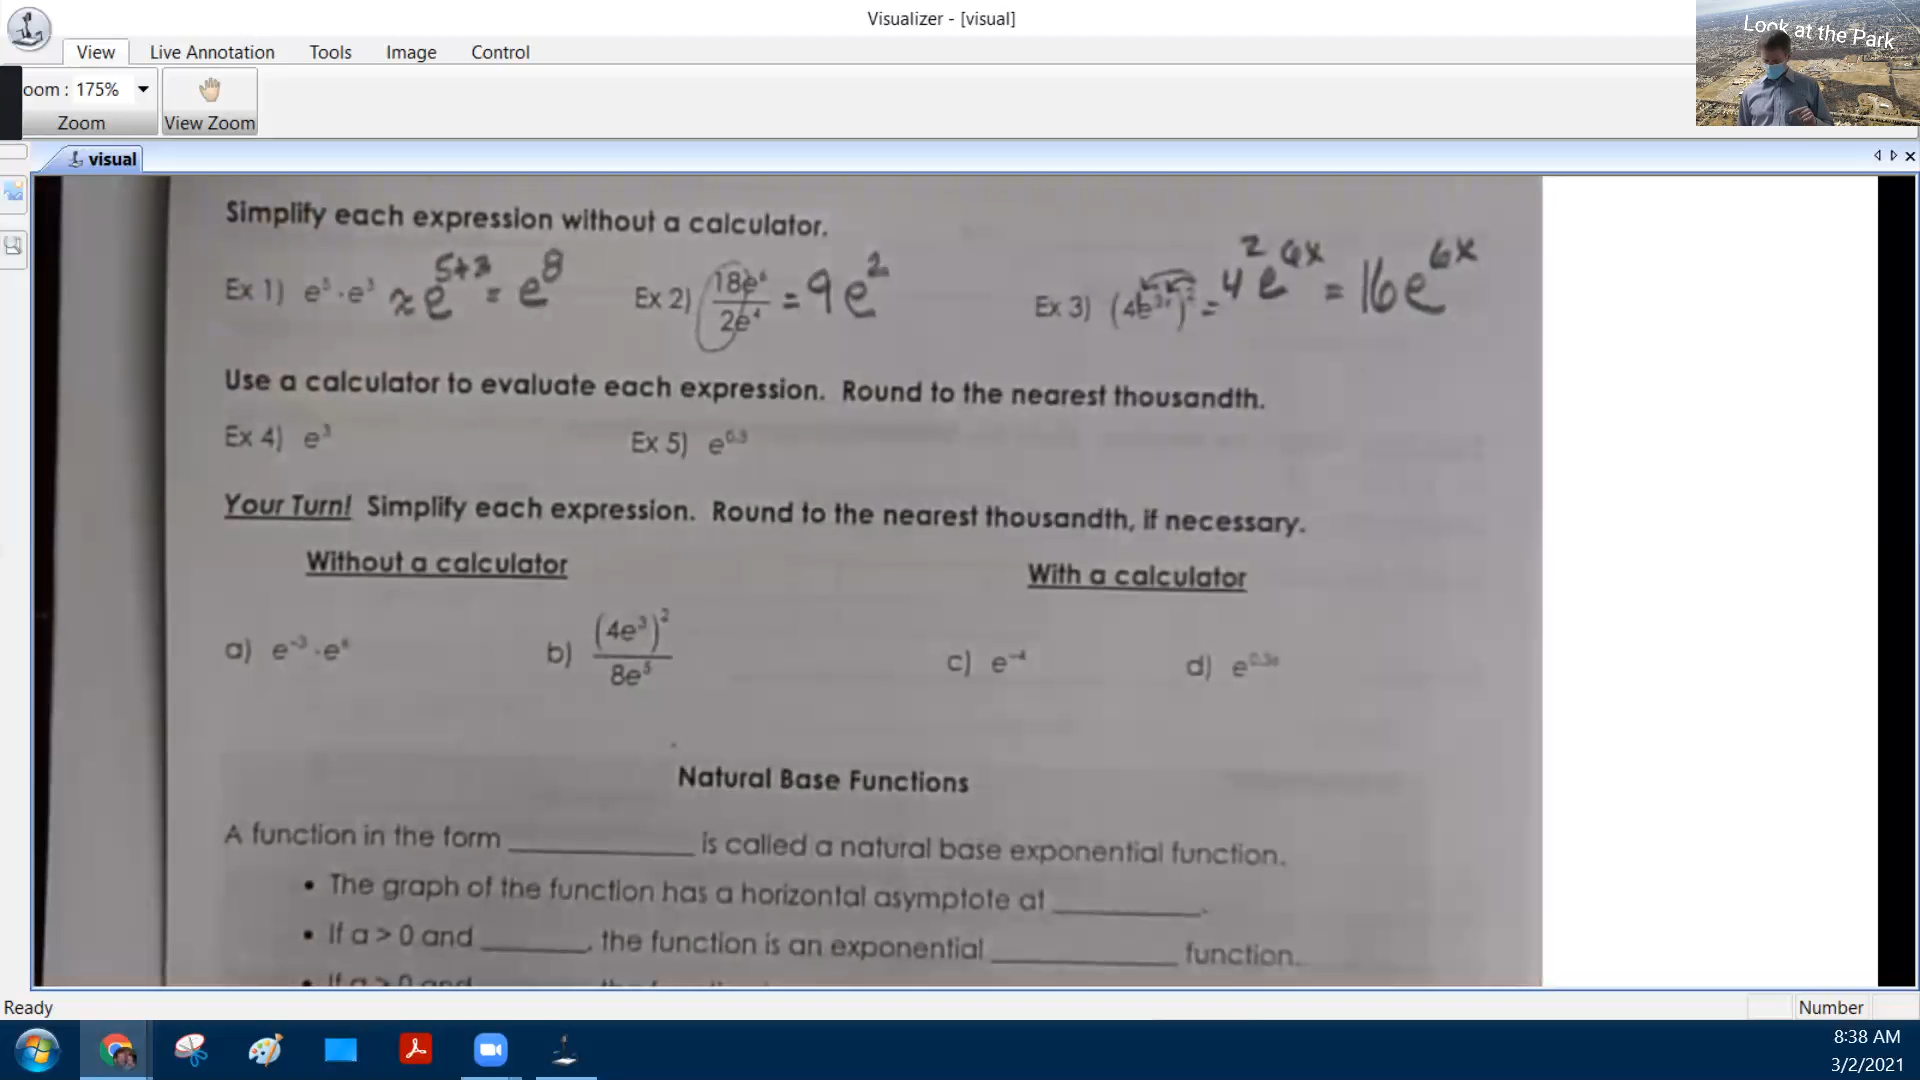 Visualizer - [visual]
View Live Annotation Tools Image Control
oom : 175%
Zoom View Zoom
Look at the Park
visual
Simplify each expression without a calculator.
Ex 1) e⁵ · e³ ≈ e⁵⁺³ = e⁸ Ex 2) 18e⁶/2e⁴ = 9e² Ex 3) (4e³ˣ)² = 4²e⁶ˣ = 16e⁶ˣ
Use a calculator to evaluate each expression. Round to the nearest thousandth.
Ex 4) e³ Ex 5) e
Your Turn! Simplify each expression. Round to the nearest thousandth, if necessary.
Without a calculator With a calculator
a) e⁻³ · e b) (4e³)²/8e⁵ c) e⁻⁴ d) e
Natural Base Functions
A function in the form __________ is called a natural base exponential function.
• The graph of the function has a horizontal asymptote at ________.
• If a > 0 and ______, the function is an exponential __________ function.
• If a > 0 and
Ready Number
8:38 AM
3/2/2021